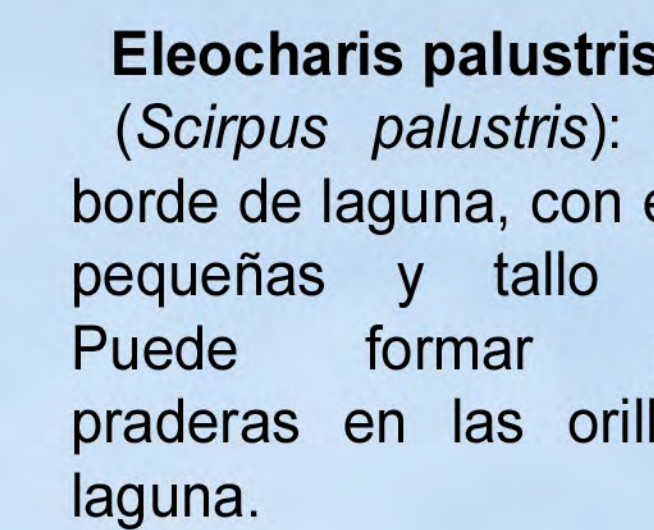 Eleocharis palustris
(Scirpus palustris):
borde de laguna, con
pequeñas y tallo
Puede formar
praderas en las
laguna.